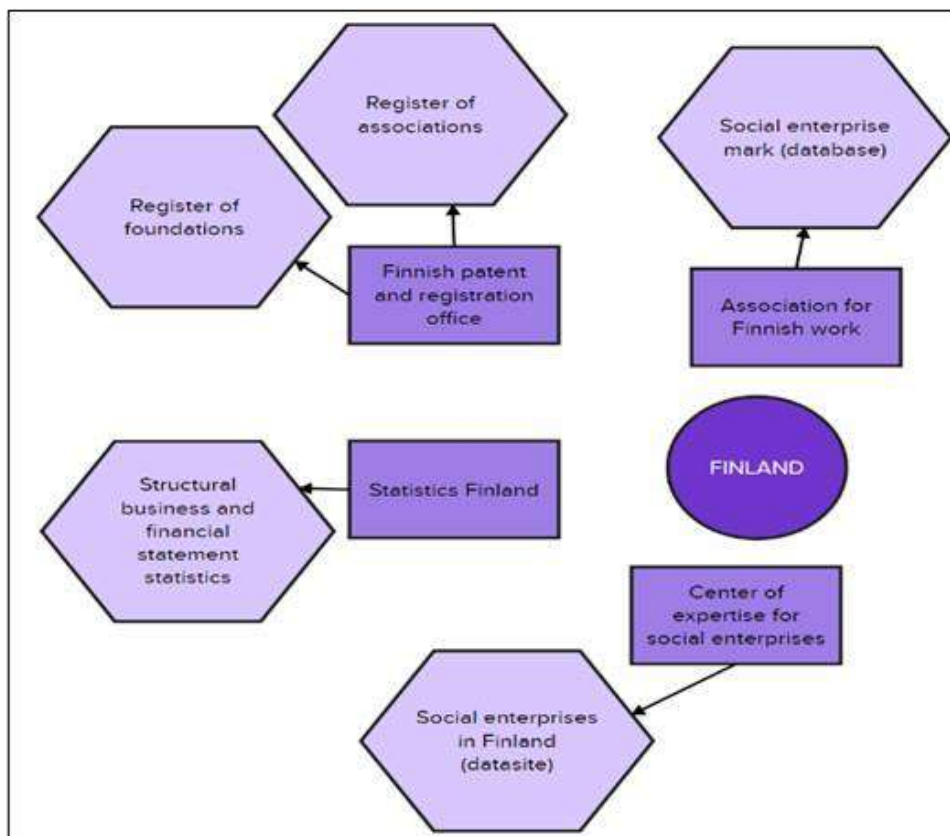 Register of
associations
Social enterprise
mark (database)
Register of
foundations
Finnish patent
and registration
office
Association for
Finnish work
Structural
business and
financial
statement
statistics
Statistics Finland
FINLAND
Center of
expertise for
social enterprises
Social enterprises
in Finland
(datasite)